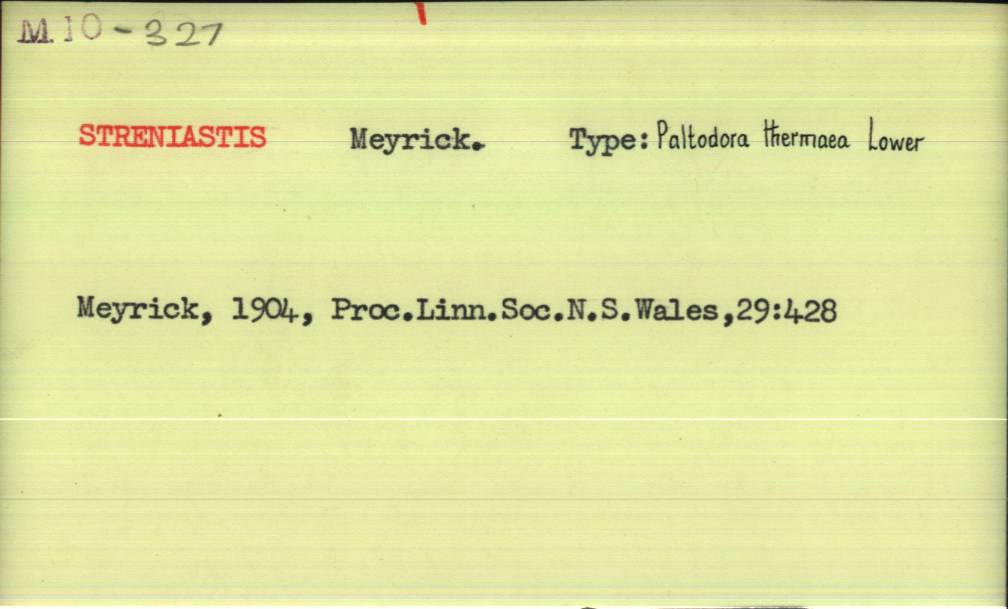 M.10-327
STRENIASTIS Meyrick. Type: Paltodora thermaea Lower
Meyrick, 1904, Proc.Linn.Soc.N.S.Wales,29:428